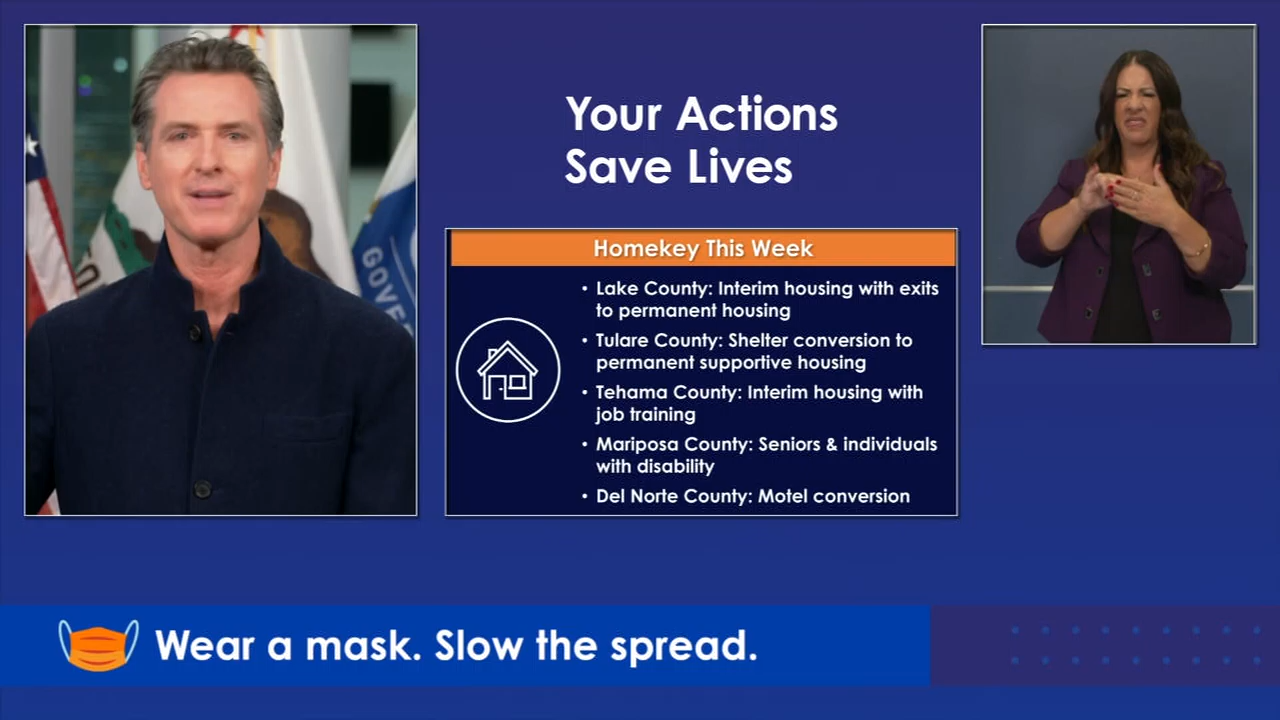 Your Actions
Save Lives
Homekey This Week
• Lake County: Interim housing with exits
to permanent housing
• Tulare County: Shelter conversion to
permanent supportive housing
• Tehama County: Interim housing with
job training
• Mariposa County: Seniors & individuals
with disability
• Del Norte County: Motel conversion
GOVE
Wear a mask. Slow the spread.